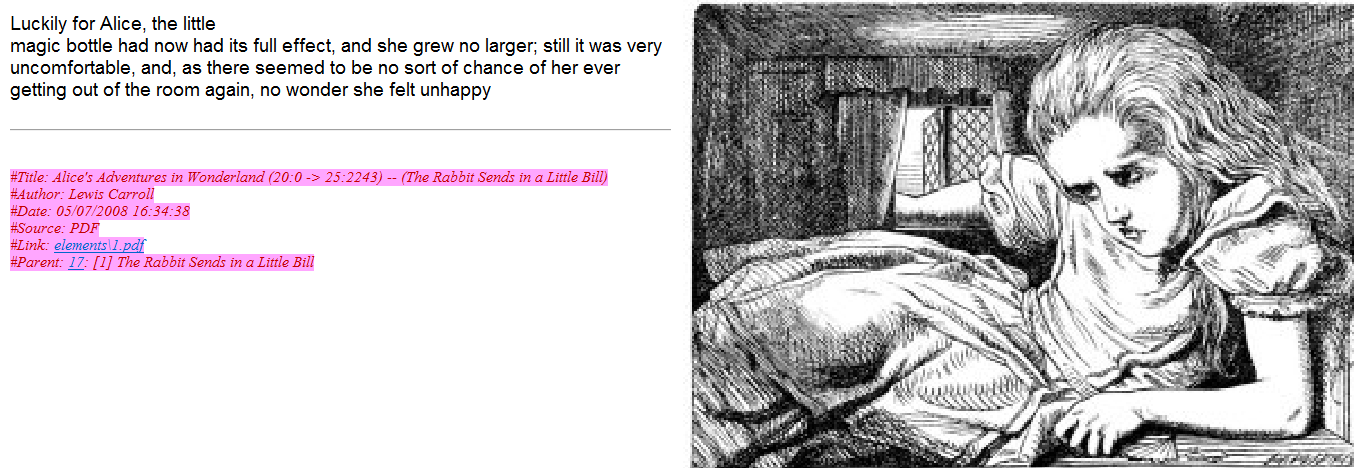 Luckily for Alice, the little
magic bottle had now had its full effect, and she grew no larger; still it was very
uncomfortable, and, as there seemed to be no sort of chance of her ever
getting out of the room again, no wonder she felt unhappy
#Title: Alice's Adventures in Wonderland (20:0 -> 25:2243) -- (The Rabbit Sends in a Little Bill)
#Author: Lewis Carroll
#Date: 05/07/2008 16:34:38
#Source: PDF
#Link: elements\1.pdf
#Parent: 17: [1] The Rabbit Sends in a Little Bill